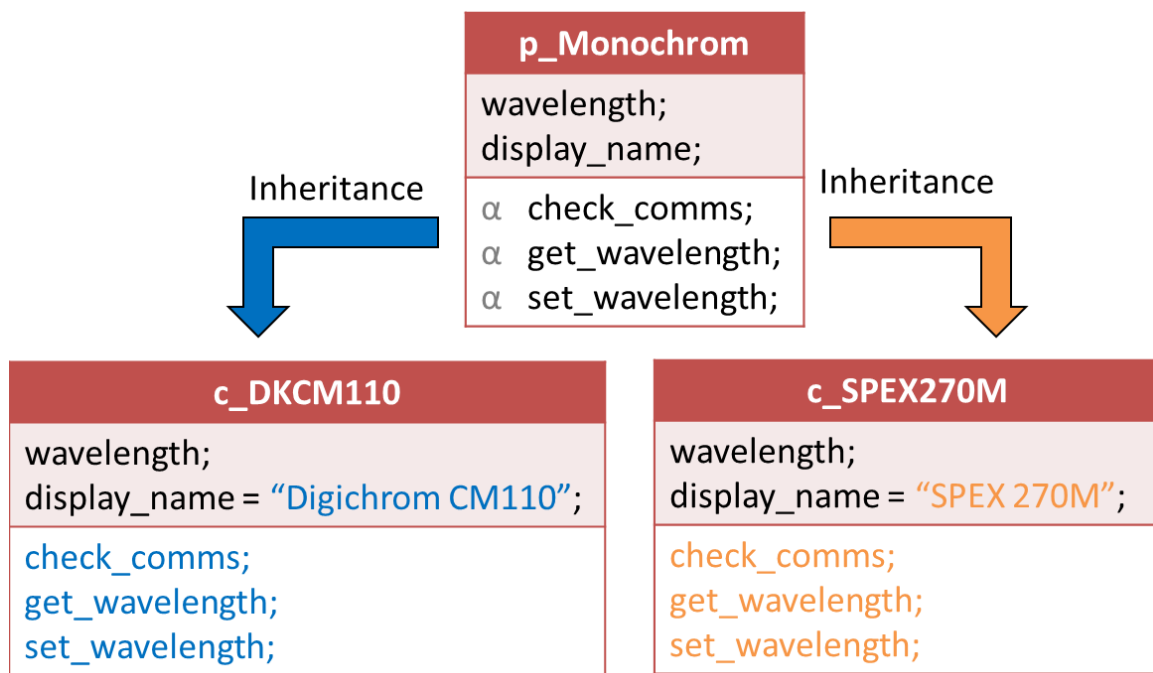 p_Monochrom
wavelength;
display_name;
α check_comms;
α get_wavelength;
α set_wavelength;
Inheritance
Inheritance
c_DKCM110
wavelength;
display_name = “Digichrom CM110”;
check_comms;
get_wavelength;
set_wavelength;
c_SPEX270M
wavelength;
display_name = “SPEX 270M”;
check_comms;
get_wavelength;
set_wavelength;